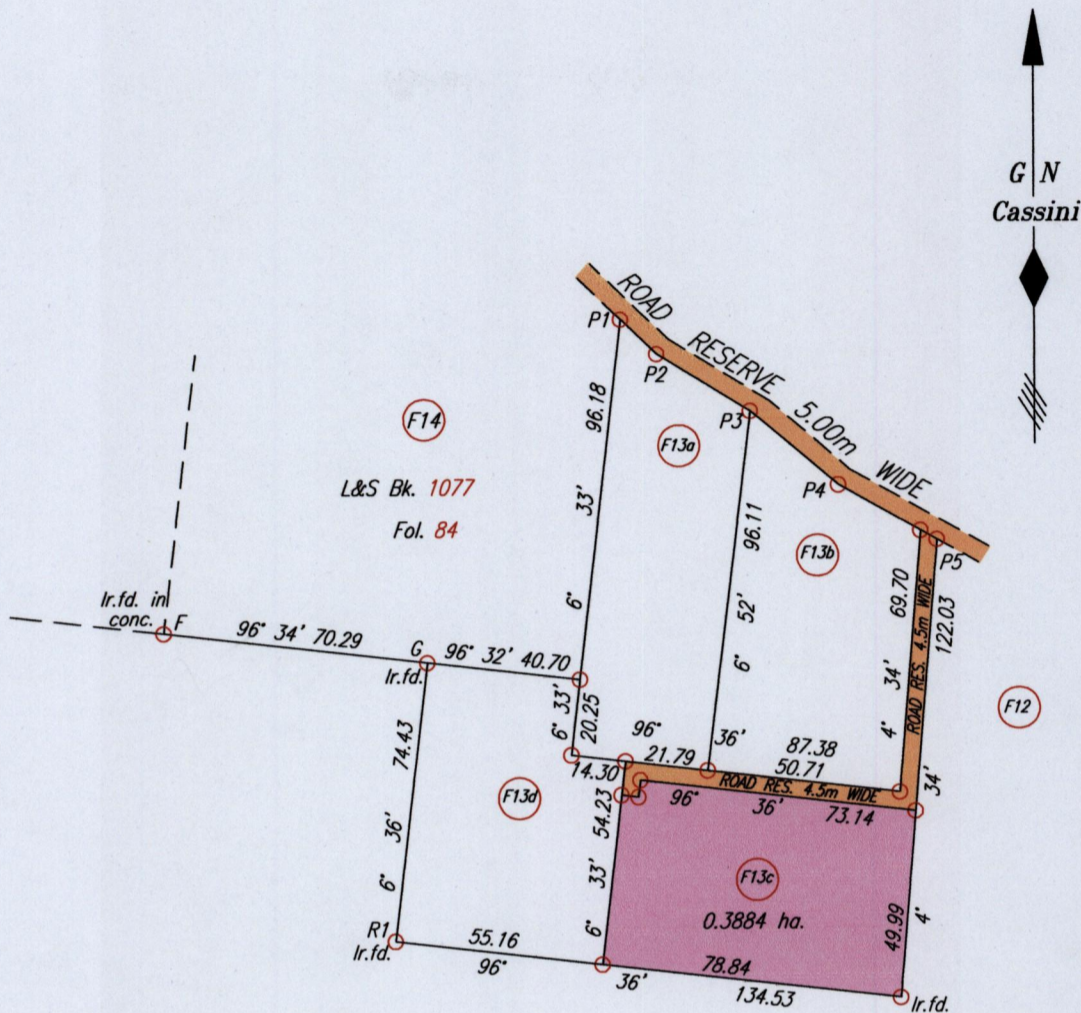 G N
Cassini
ROAD RESERVE 5.00m WIDE
P1
P2
P3
P4
P5
F14
L&S Bk. 1077
Fol. 84
F13a
F13b
96.18
33'
6°
96.11
52'
6°
69.70
34'
4°
ROAD RES. 4.5m WIDE
122.03
34'
F12
Ir.fd. in
conc.
F
96° 34' 70.29
G
Ir.fd.
96° 32' 40.70
6° 33'
20.25
96°
36'
87.38
14.30
21.79
50.71
ROAD RES. 4.5m WIDE
96° 36' 73.14
74.43
36'
6°
F13d
54.23
33'
6°
F13c
0.3884 ha.
49.99
4°
R1
Ir.fd.
55.16
96°
36'
78.84
134.53
Ir.fd.